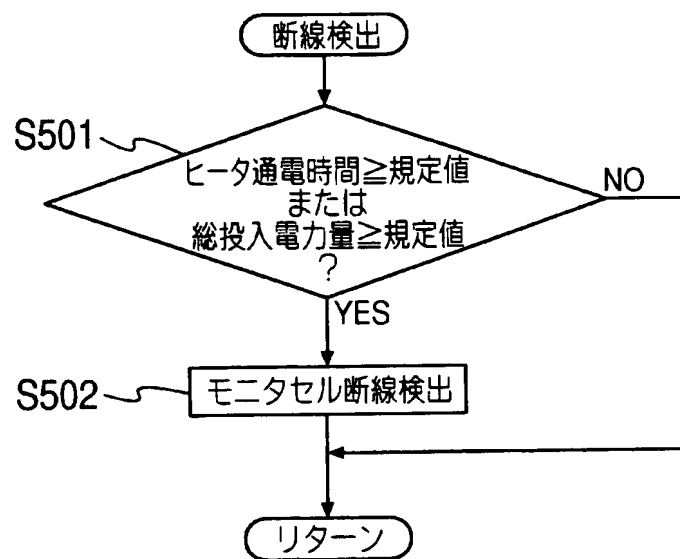 断線検出
S501
ヒータ通電時間≧規定値
または
総投入電力量≧規定値
?
NO
YES
S502
モニタセル断線検出
リターン